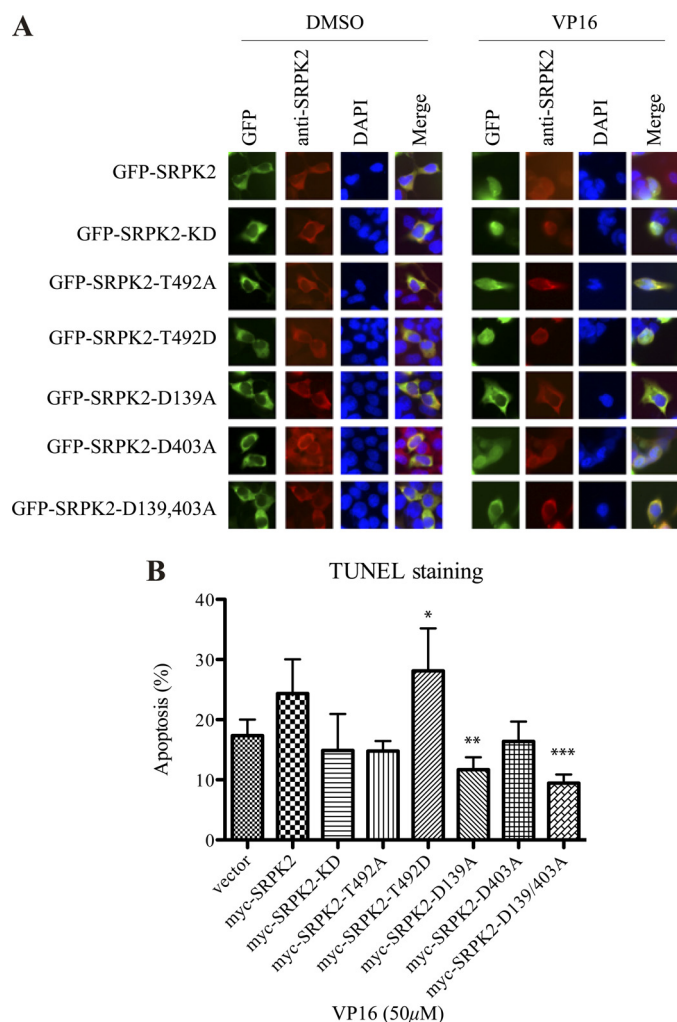 A
DMSO
VP16
GFP
anti-SRPK2
DAPI
Merge
GFP
anti-SRPK2
DAPI
Merge
GFP-SRPK2
GFP-SRPK2-KD
GFP-SRPK2-T492A
GFP-SRPK2-T492D
GFP-SRPK2-D139A
GFP-SRPK2-D403A
GFP-SRPK2-D139,403A
B
TUNEL staining
Apoptosis (%)
40
30
20
10
0
*
**
***
vector
myc-SRPK2
myc-SRPK2-KD
myc-SRPK2-T492A
myc-SRPK2-T492D
myc-SRPK2-D139A
myc-SRPK2-D403A
myc-SRPK2-D139/403A
VP16 (50µM)